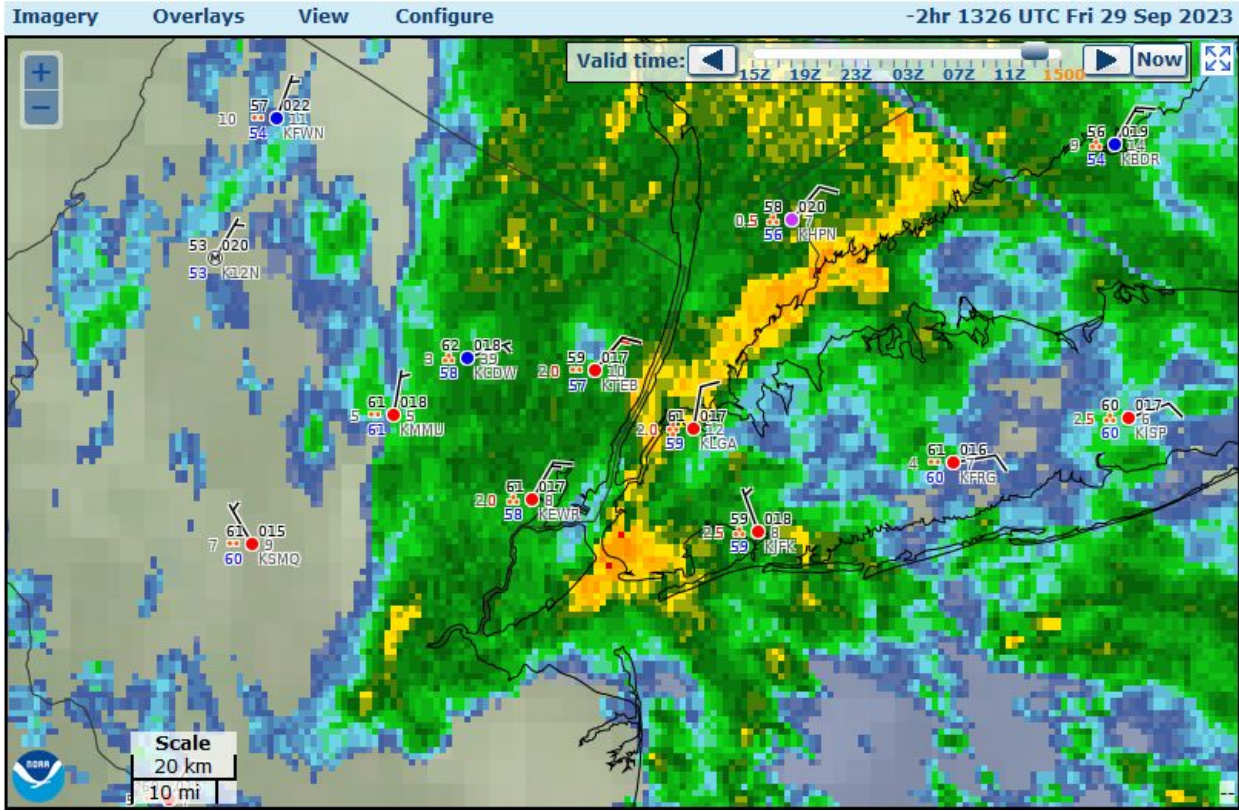 Imagery Overlays View Configure -2hr 1326 UTC Fri 29 Sep 2023
+
−
Valid time: Now
15Z 19Z 23Z 03Z 07Z 11Z 1500
57 022
10 11
54 KFWN
56 019
9 14
54 KBDR
58 020
0.5 7
56 KHPN
53 020
M
53 K12N
62 018
3 39
58 KCDW
59 017
2.0 10
57 KTEB
61 018
5 5
61 KMMU
61 017
2.0 12
59 KLGA
60 017
2.5 6
60 KISP
61 016
4 7
60 KFRG
61 017
2.0 8
58 KEWR
59 018
2.5 8
59 KJFK
61 015
7 9
60 KSMQ
Scale
20 km
10 mi
NOAA
--